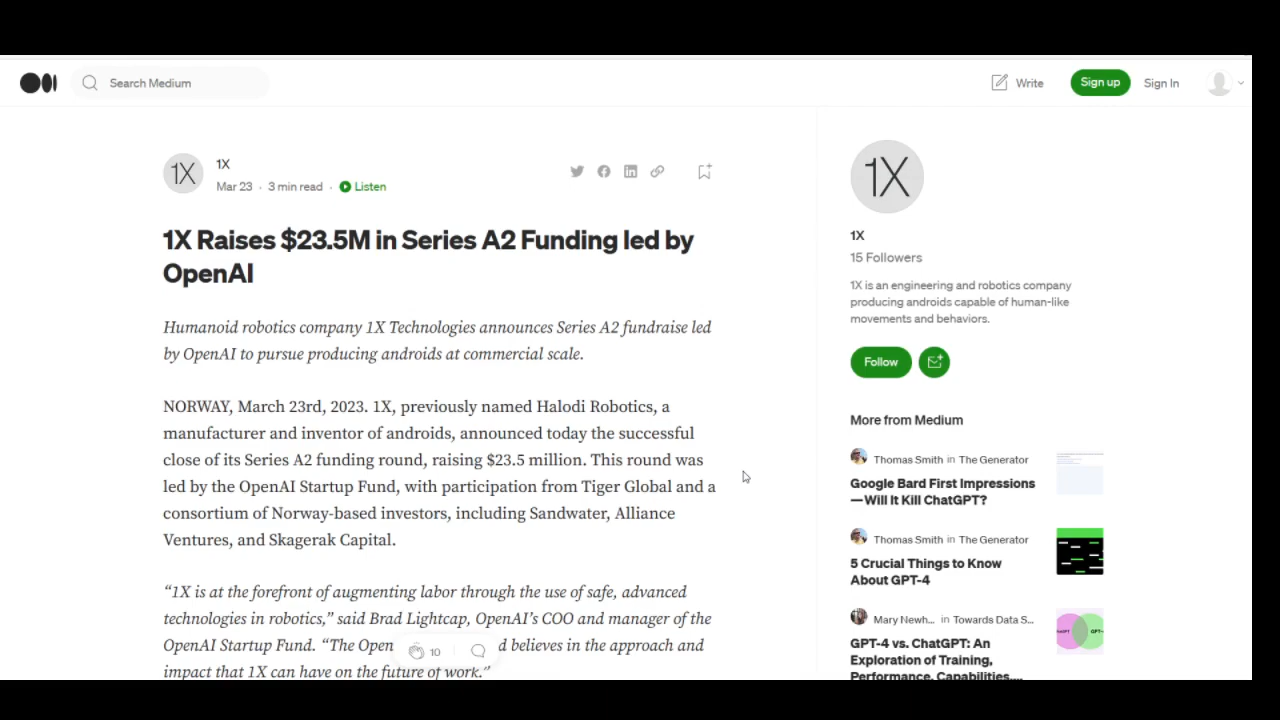 Search Medium
Write
Sign up
Sign In
1X
1X
Mar 23 · 3 min read · Listen
1X Raises $23.5M in Series A2 Funding led by
OpenAI
Humanoid robotics company 1X Technologies announces Series A2 fundraise led
by OpenAI to pursue producing androids at commercial scale.
NORWAY, March 23rd, 2023. 1X, previously named Halodi Robotics, a
manufacturer and inventor of androids, announced today the successful
close of its Series A2 funding round, raising $23.5 million. This round was
led by the OpenAI Startup Fund, with participation from Tiger Global and a
consortium of Norway-based investors, including Sandwater, Alliance
Ventures, and Skagerak Capital.
“1X is at the forefront of augmenting labor through the use of safe, advanced
technologies in robotics,” said Brad Lightcap, OpenAI’s COO and manager of the
OpenAI Startup Fund. “The Open d believes in the approach and
impact that 1X can have on the future of work.”
10
1X
1X
15 Followers
1X is an engineering and robotics company
producing androids capable of human-like
movements and behaviors.
Follow
More from Medium
Thomas Smith in The Generator
Google Bard First Impressions
—Will It Kill ChatGPT?
Thomas Smith in The Generator
5 Crucial Things to Know
About GPT-4
Mary Newh... in Towards Data S...
GPT-4 vs. ChatGPT: An
Exploration of Training,
Performance, Capabilities,...